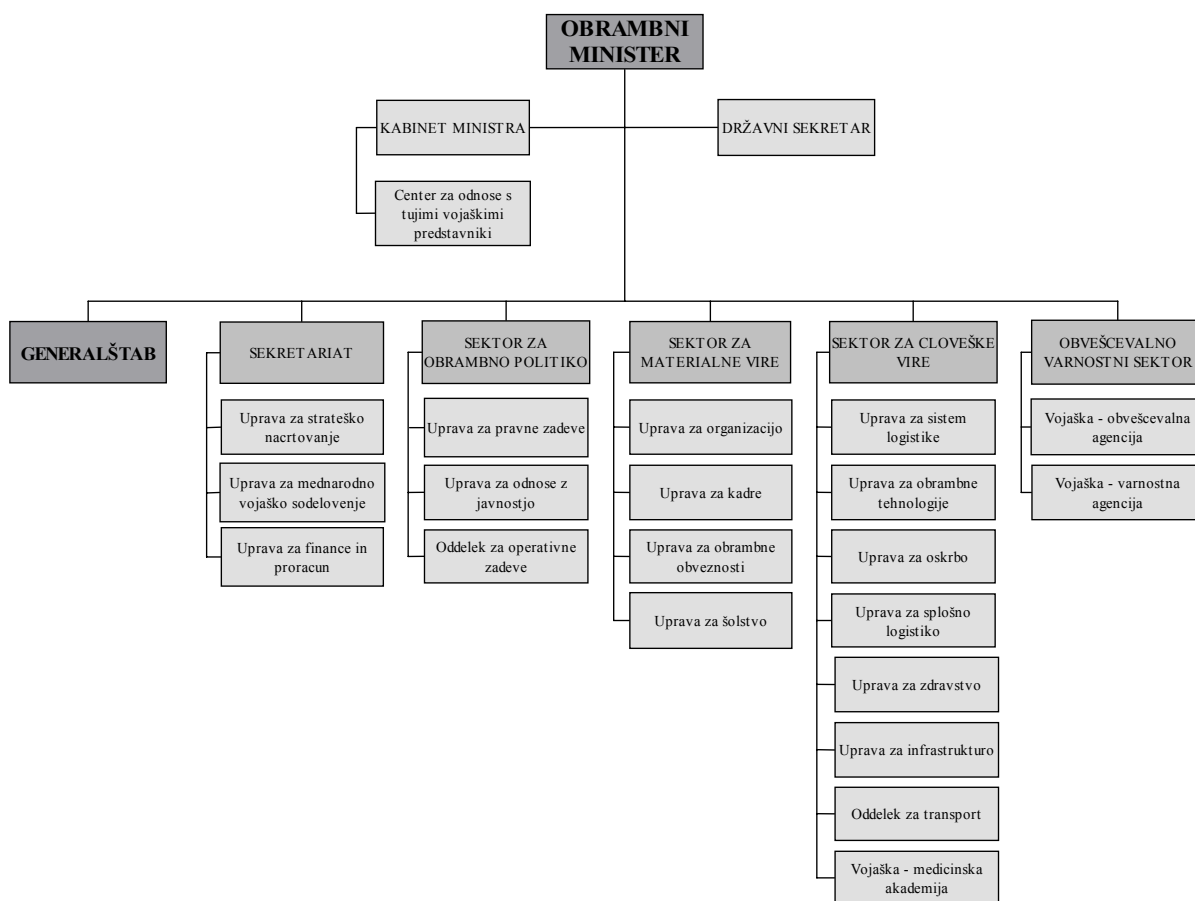 OBRAMBNI
MINISTER
KABINET MINISTRA
DRŽAVNI SEKRETAR
Center za odnose s
tujimi vojaškimi
predstavniki
GENERALŠTAB
SEKRETARIAT
Uprava za strateško
nacrtovanje
Uprava za mednarodno
vojaško sodelovenje
Uprava za finance in
proracun
SEKTOR ZA
OBRAMBNO POLITIKO
Uprava za pravne zadeve
Uprava za odnose z
javnostjo
Oddelek za operativne
zadeve
SEKTOR ZA
MATERIALNE VIRE
Uprava za organizacijo
Uprava za kadre
Uprava za obrambne
obveznosti
Uprava za šolstvo
SEKTOR ZA CLOVEŠKE
VIRE
Uprava za sistem
logistike
Uprava za obrambne
tehnologije
Uprava za oskrbo
Uprava za splošno
logistiko
Uprava za zdravstvo
Uprava za infrastrukturo
Oddelek za transport
Vojaška - medicinska
akademija
OBVEŠCEVALNO
VARNOSTNI SEKTOR
Vojaška - obvešcevalna
agencija
Vojaška - varnostna
agencija